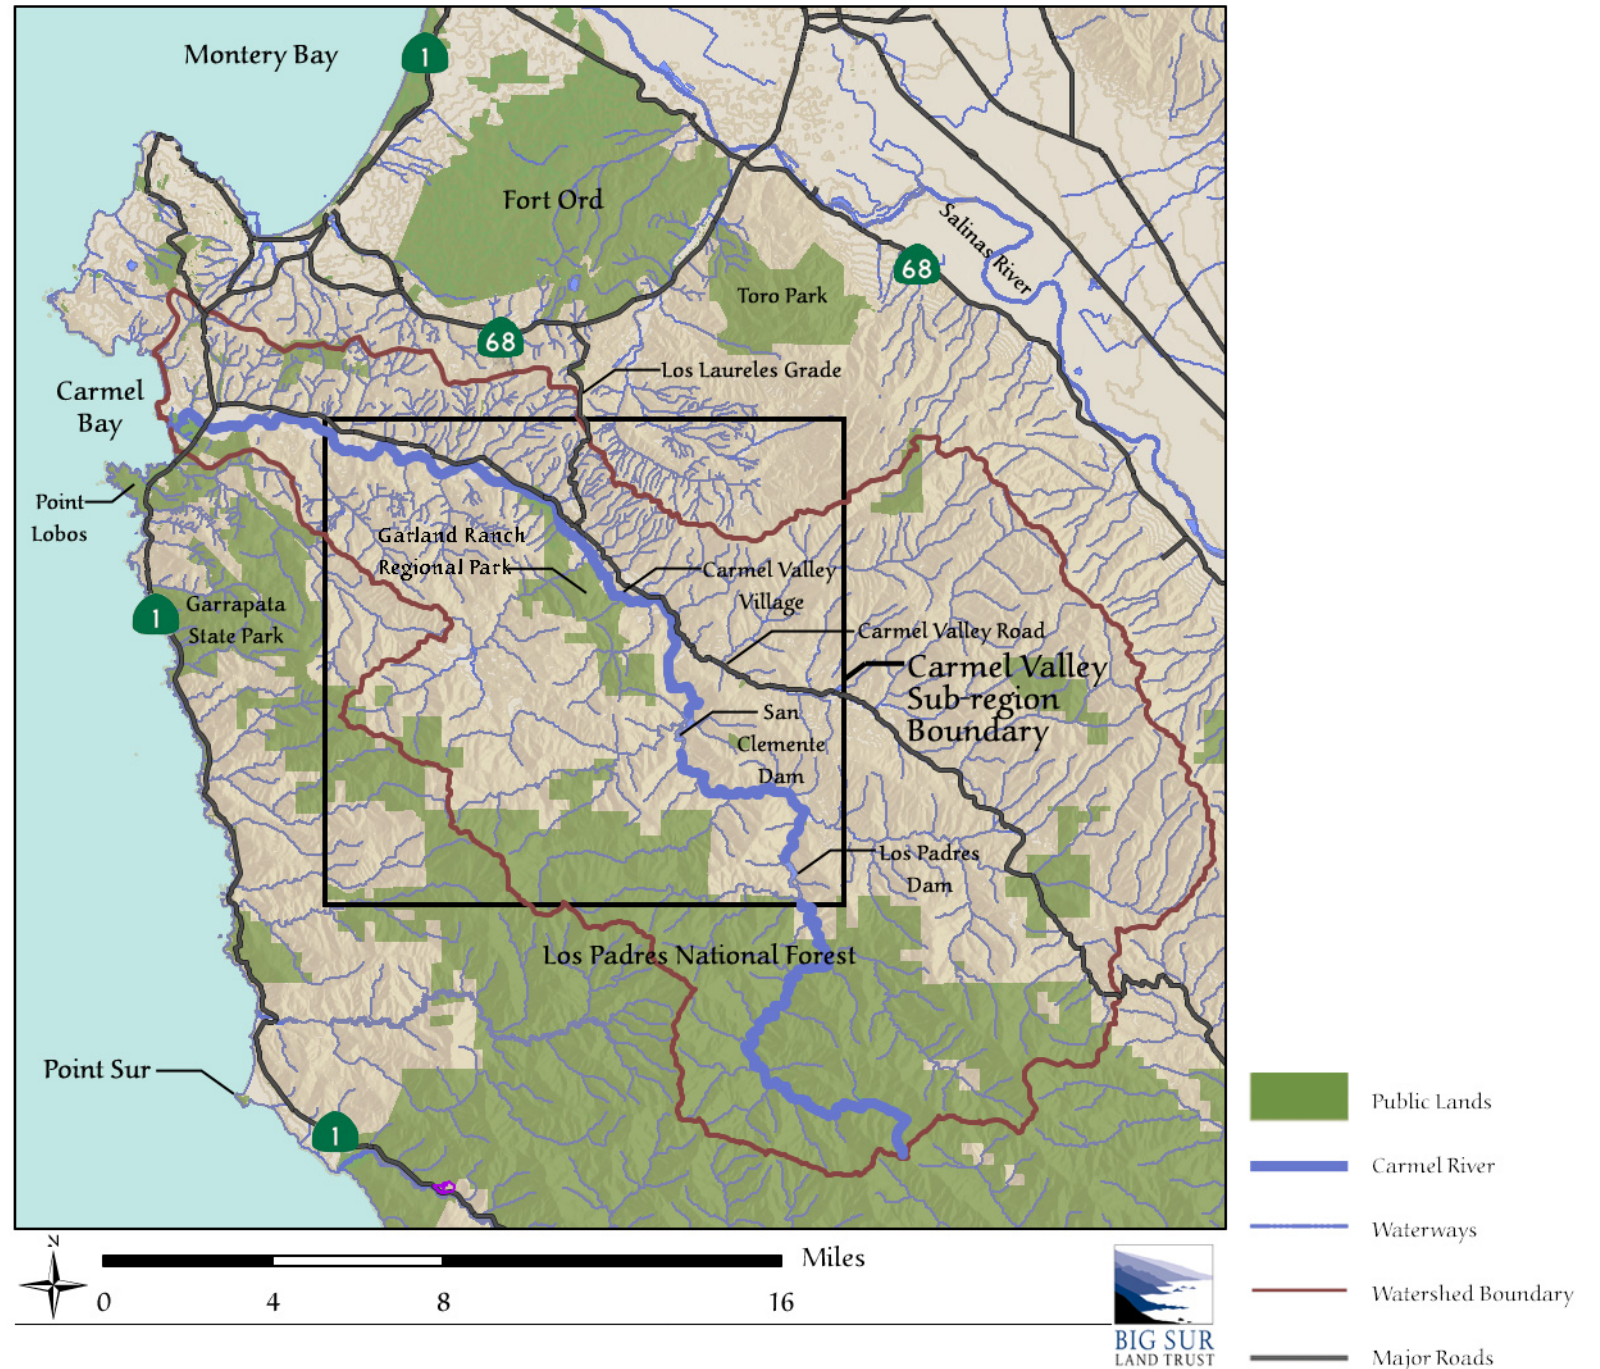 Montery Bay
1
Fort Ord
Salinas River
68
Toro Park
68
Los Laureles Grade
Carmel
Bay
Point
Lobos
Garland Ranch
Regional Park
Carmel Valley
Village
1
Garrapata
State Park
Carmel Valley Road
Carmel Valley
Sub-region
Boundary
San
Clemente
Dam
Los Padres
Dam
Los Padres National Forest
Point Sur
1
N
0 4 8 16
Miles
BIG SUR
LAND TRUST
Public Lands
Carmel River
Waterways
Watershed Boundary
Major Roads